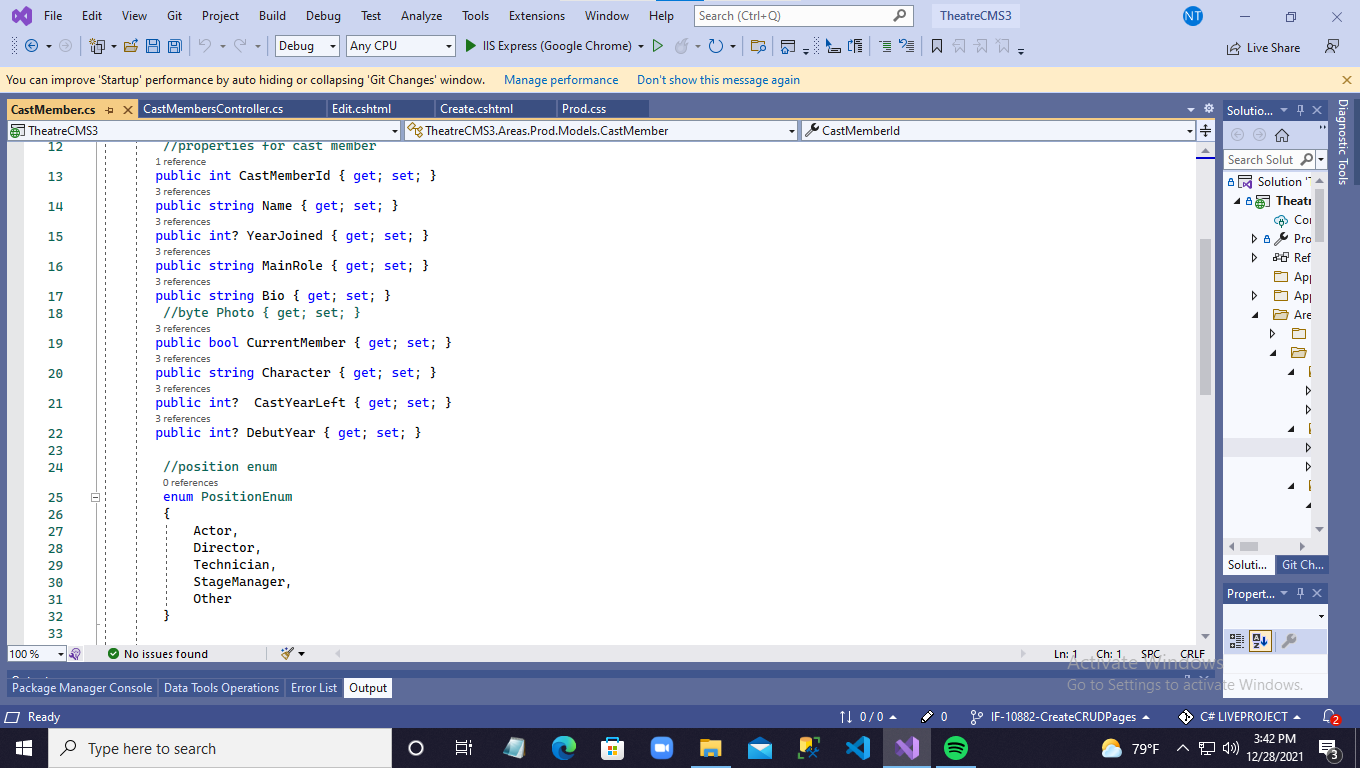 File Edit View Git Project Build Debug Test Analyze Tools Extensions Window Help Search (Ctrl+Q) TheatreCMS3 NT
Debug Any CPU IIS Express (Google Chrome) Live Share
You can improve 'Startup' performance by auto hiding or collapsing 'Git Changes' window. Manage performance Don't show this message again
CastMember.cs CastMembersController.cs Edit.cshtml Create.cshtml Prod.css
TheatreCMS3 TheatreCMS3.Areas.Prod.Models.CastMember CastMemberId
12 //properties for cast member
1 reference
13 public int CastMemberId { get; set; }
3 references
14 public string Name { get; set; }
3 references
15 public int? YearJoined { get; set; }
3 references
16 public string MainRole { get; set; }
3 references
17 public string Bio { get; set; }
18 //byte Photo { get; set; }
3 references
19 public bool CurrentMember { get; set; }
3 references
20 public string Character { get; set; }
3 references
21 public int?  CastYearLeft { get; set; }
3 references
22 public int? DebutYear { get; set; }
23
24 //position enum
0 references
25 enum PositionEnum
26 {
27 Actor,
28 Director,
29 Technician,
30 StageManager,
31 Other
32 }
33
100 % No issues found Ln: 1 Ch: 1 SPC CRLF
Soluti...
Search Solut
Solution 'T
Theatr
Cor
Pro
Ref
App
App
Are
Soluti... Git Ch...
Propert...
Diagnostic Tools
Activate Windows
Go to Settings to activate Windows.
Package Manager Console Data Tools Operations Error List Output
Ready 0 / 0 0 IF-10882-CreateCRUDPages C# LIVEPROJECT 2
Type here to search 79°F 3:42 PM
12/28/2021 3